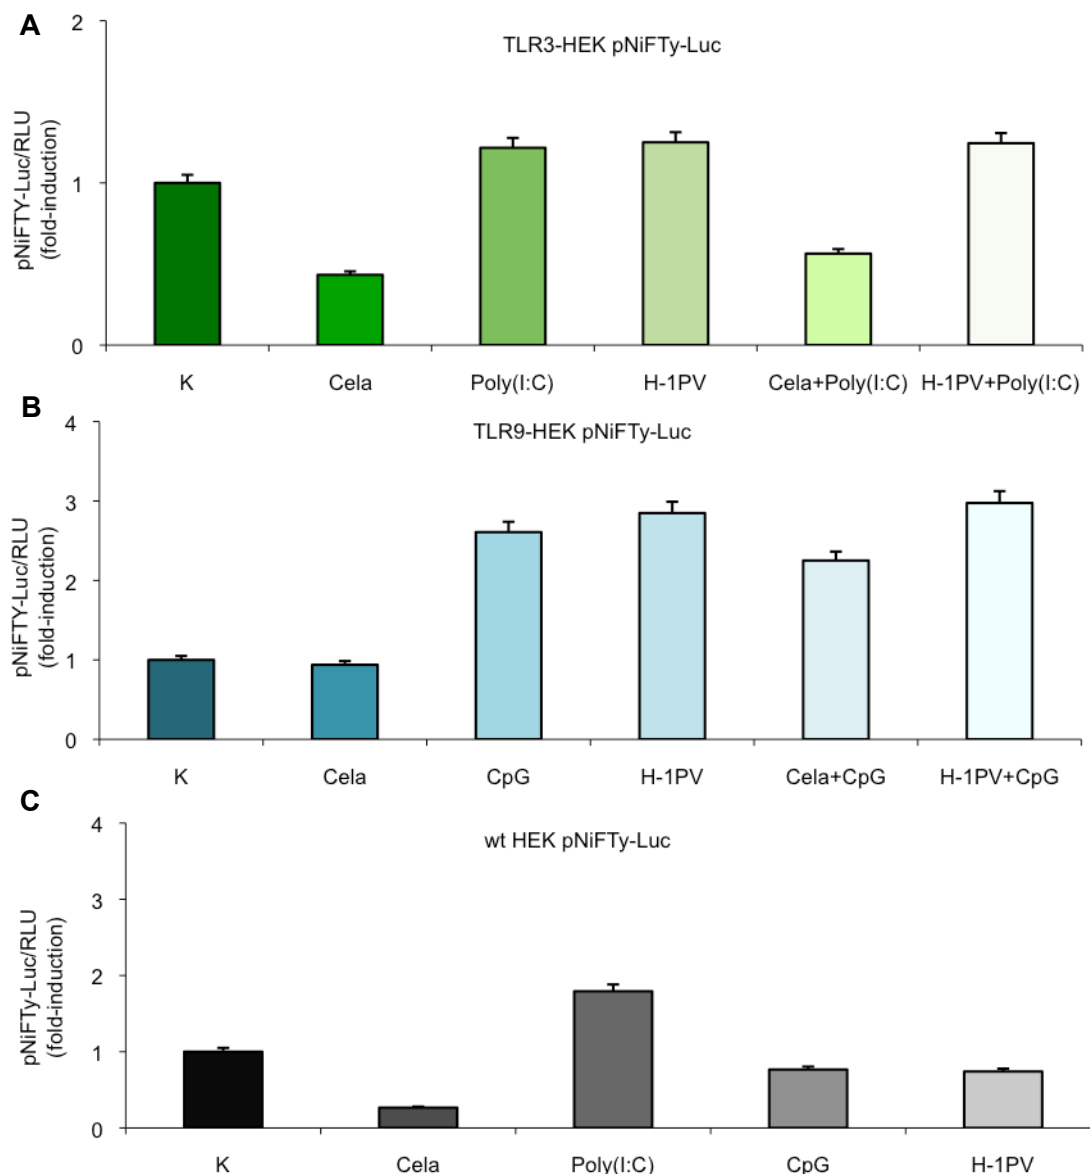 A
TLR3-HEK pNiFTy-Luc
pNiFTY-Luc/RLU
(fold-induction)
2
1
0
K Cela Poly(I:C) H-1PV Cela+Poly(I:C) H-1PV+Poly(I:C)
B
TLR9-HEK pNiFTy-Luc
pNiFTY-Luc/RLU
(fold-induction)
4
3
2
1
0
K Cela CpG H-1PV Cela+CpG H-1PV+CpG
C
wt HEK pNiFTy-Luc
pNiFTy-Luc/RLU
(fold-induction)
4
3
2
1
0
K Cela Poly(I:C) CpG H-1PV